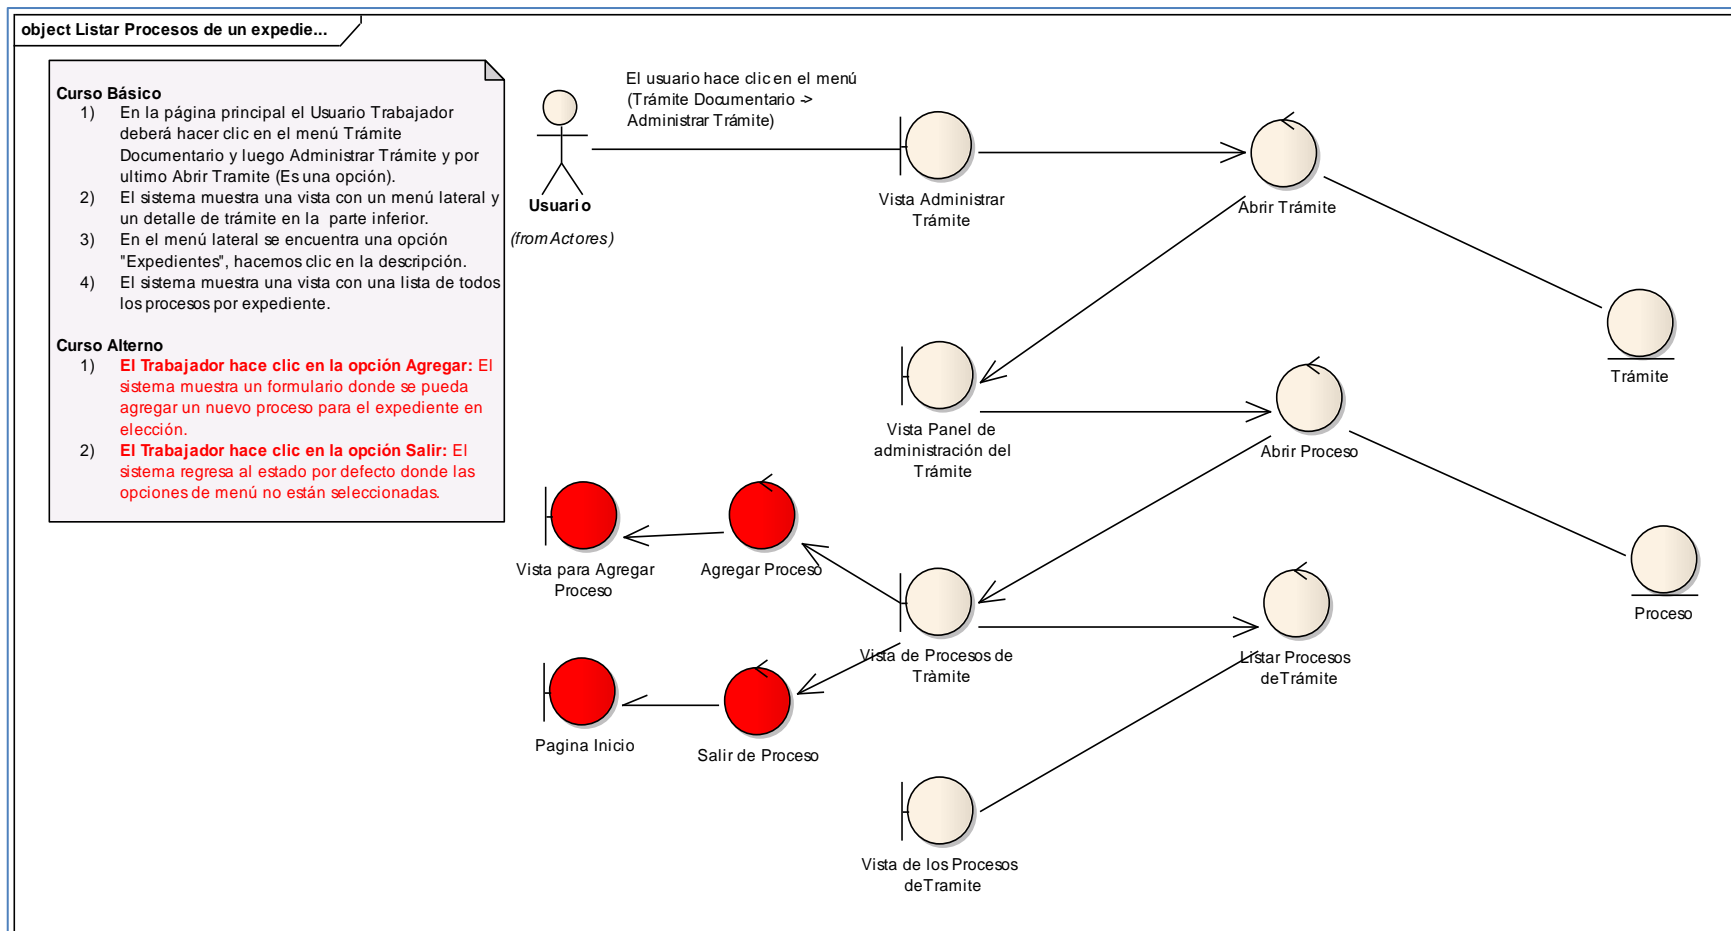 object Listar Procesos de un expedie...
Curso Básico
1) En la página principal el Usuario Trabajador
deberá hacer clic en el menú Trámite
Documentario y luego Administrar Trámite y por
ultimo Abrir Tramite (Es una opción).
2) El sistema muestra una vista con un menú lateral y
un detalle de trámite en la parte inferior.
3) En el menú lateral se encuentra una opción
"Expedientes", hacemos clic en la descripción.
4) El sistema muestra una vista con una lista de todos
los procesos por expediente.
Curso Alterno
1) El Trabajador hace clic en la opción Agregar: El
sistema muestra un formulario donde se pueda
agregar un nuevo proceso para el expediente en
elección.
2) El Trabajador hace clic en la opción Salir: El
sistema regresa al estado por defecto donde las
opciones de menú no están seleccionadas.
Usuario
(from Actores)
El usuario hace clic en el menú
(Trámite Documentario ->
Administrar Trámite)
Vista Administrar
Trámite
Abrir Trámite
Trámite
Vista Panel de
administración del
Trámite
Abrir Proceso
Proceso
Vista para Agregar
Proceso
Agregar Proceso
Vista de Procesos de
Tràmite
Listar Procesos
de Trámite
Pagina Inicio
Salir de Proceso
Vista de los Procesos
de Tramite